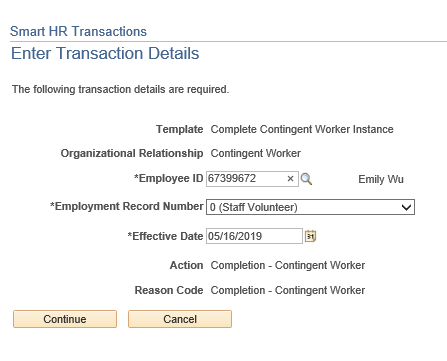 Smart HR Transactions
Enter Transaction Details
The following transaction details are required.
Template Complete Contingent Worker Instance
Organizational Relationship Contingent Worker
*Employee ID 67399672 × Emily Wu
*Employment Record Number 0 (Staff Volunteer)
*Effective Date 05/16/2019 31
Action Completion - Contingent Worker
Reason Code Completion - Contingent Worker
Continue Cancel